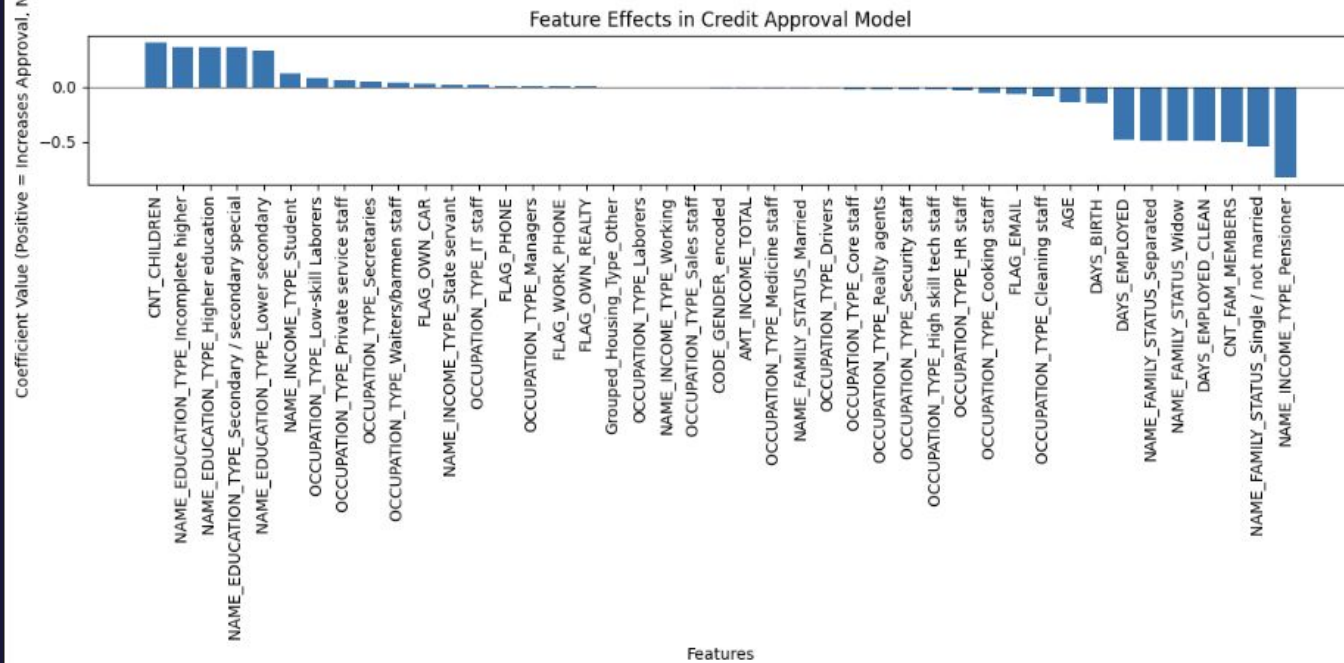 Feature Effects in Credit Approval Model
Coefficient Value (Positive = Increases Approval,
0.0
−0.5
CNT_CHILDREN
NAME_EDUCATION_TYPE_Incomplete higher
NAME_EDUCATION_TYPE_Higher education
NAME_EDUCATION_TYPE_Secondary / secondary special
NAME_EDUCATION_TYPE_Lower secondary
NAME_INCOME_TYPE_Student
OCCUPATION_TYPE_Low-skill Laborers
OCCUPATION_TYPE_Private service staff
OCCUPATION_TYPE_Secretaries
OCCUPATION_TYPE_Waiters/barmen staff
FLAG_OWN_CAR
NAME_INCOME_TYPE_State servant
OCCUPATION_TYPE_IT staff
FLAG_PHONE
OCCUPATION_TYPE_Managers
FLAG_WORK_PHONE
FLAG_OWN_REALTY
Grouped_Housing_Type_Other
OCCUPATION_TYPE_Laborers
NAME_INCOME_TYPE_Working
OCCUPATION_TYPE_Sales staff
CODE_GENDER_encoded
AMT_INCOME_TOTAL
OCCUPATION_TYPE_Medicine staff
NAME_FAMILY_STATUS_Married
OCCUPATION_TYPE_Drivers
OCCUPATION_TYPE_Core staff
OCCUPATION_TYPE_Realty agents
OCCUPATION_TYPE_Security staff
OCCUPATION_TYPE_High skill tech staff
OCCUPATION_TYPE_HR staff
OCCUPATION_TYPE_Cooking staff
FLAG_EMAIL
OCCUPATION_TYPE_Cleaning staff
AGE
DAYS_BIRTH
DAYS_EMPLOYED
NAME_FAMILY_STATUS_Separated
NAME_FAMILY_STATUS_Widow
DAYS_EMPLOYED_CLEAN
CNT_FAM_MEMBERS
NAME_FAMILY_STATUS_Single / not married
NAME_INCOME_TYPE_Pensioner
Features